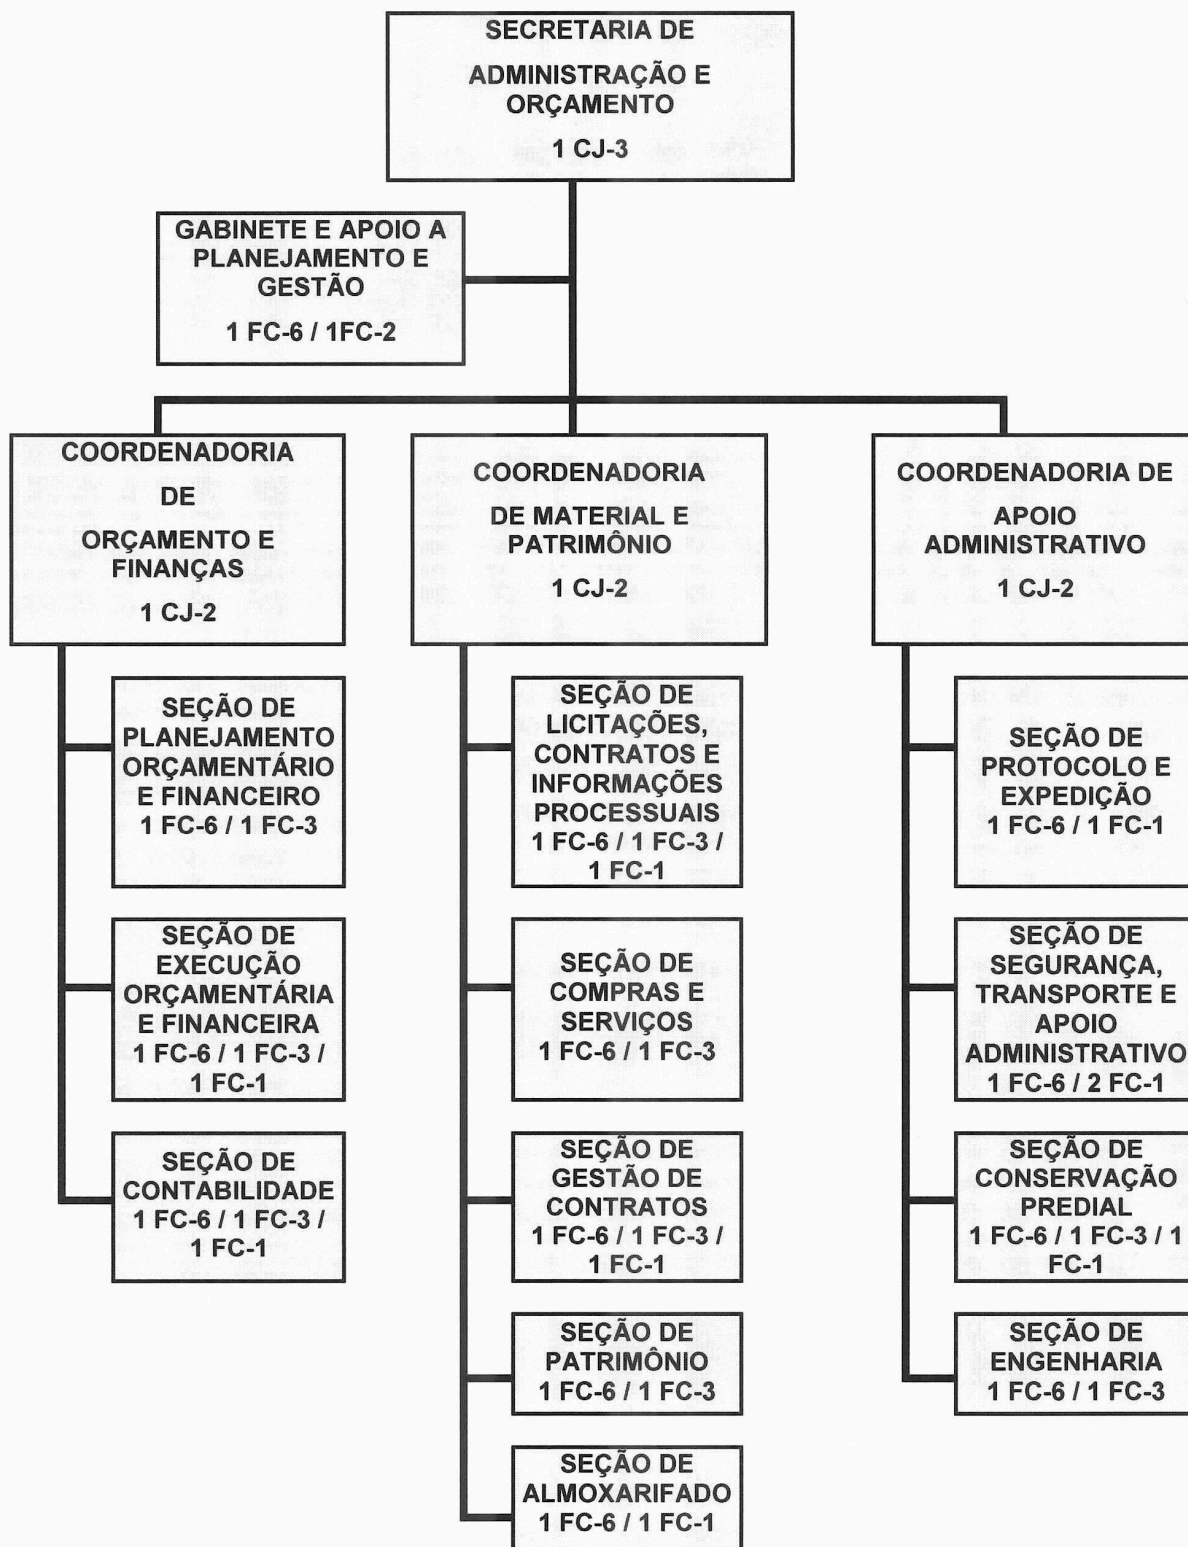 SECRETARIA DE
ADMINISTRAÇÃO E
ORÇAMENTO
1 CJ-3
GABINETE E APOIO A
PLANEJAMENTO E
GESTÃO
1 FC-6 / 1FC-2
COORDENADORIA
DE
ORÇAMENTO E
FINANÇAS
1 CJ-2
SEÇÃO DE
PLANEJAMENTO
ORÇAMENTÁRIO
E FINANCEIRO
1 FC-6 / 1 FC-3
SEÇÃO DE
EXECUÇÃO
ORÇAMENTÁRIA
E FINANCEIRA
1 FC-6 / 1 FC-3 /
1 FC-1
SEÇÃO DE
CONTABILIDADE
1 FC-6 / 1 FC-3 /
1 FC-1
COORDENADORIA
DE MATERIAL E
PATRIMÔNIO
1 CJ-2
SEÇÃO DE
LICITAÇÕES,
CONTRATOS E
INFORMAÇÕES
PROCESSUAIS
1 FC-6 / 1 FC-3 /
1 FC-1
SEÇÃO DE
COMPRAS E
SERVIÇOS
1 FC-6 / 1 FC-3
SEÇÃO DE
GESTÃO DE
CONTRATOS
1 FC-6 / 1 FC-3 /
1 FC-1
SEÇÃO DE
PATRIMÔNIO
1 FC-6 / 1 FC-3
SEÇÃO DE
ALMOXARIFADO
1 FC-6 / 1 FC-1
COORDENADORIA DE
APOIO
ADMINISTRATIVO
1 CJ-2
SEÇÃO DE
PROTOCOLO E
EXPEDIÇÃO
1 FC-6 / 1 FC-1
SEÇÃO DE
SEGURANÇA,
TRANSPORTE E
APOIO
ADMINISTRATIVO
1 FC-6 / 2 FC-1
SEÇÃO DE
CONSERVAÇÃO
PREDIAL
1 FC-6 / 1 FC-3 / 1
FC-1
SEÇÃO DE
ENGENHARIA
1 FC-6 / 1 FC-3